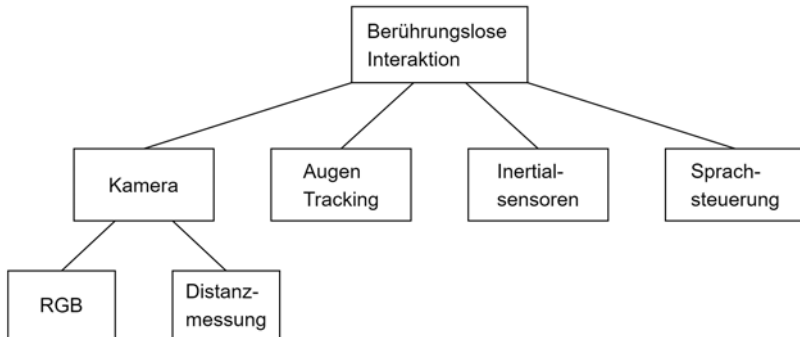 Berührungslose
Interaktion
Kamera
Augen
Tracking
Inertial-
sensoren
Sprach-
steuerung
RGB
Distanz-
messung